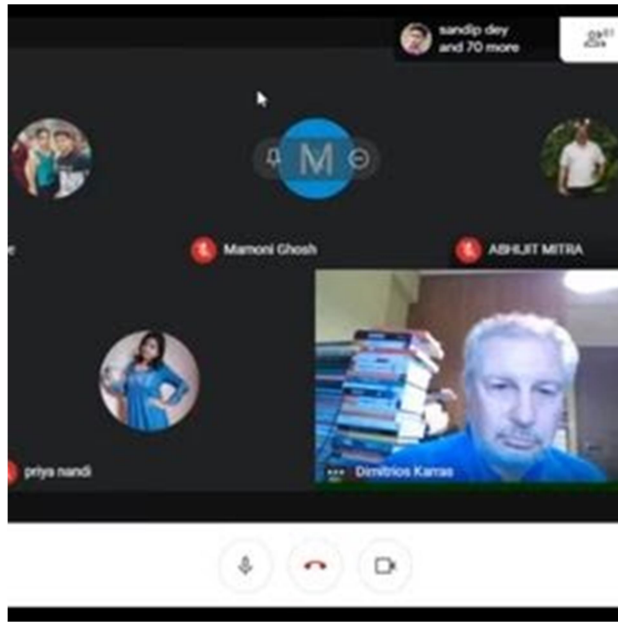 sandip dey
and 70 more
M
e
Mamoni Ghosh
ABHIJIT MITRA
priya nandi
Dimitrios Karras